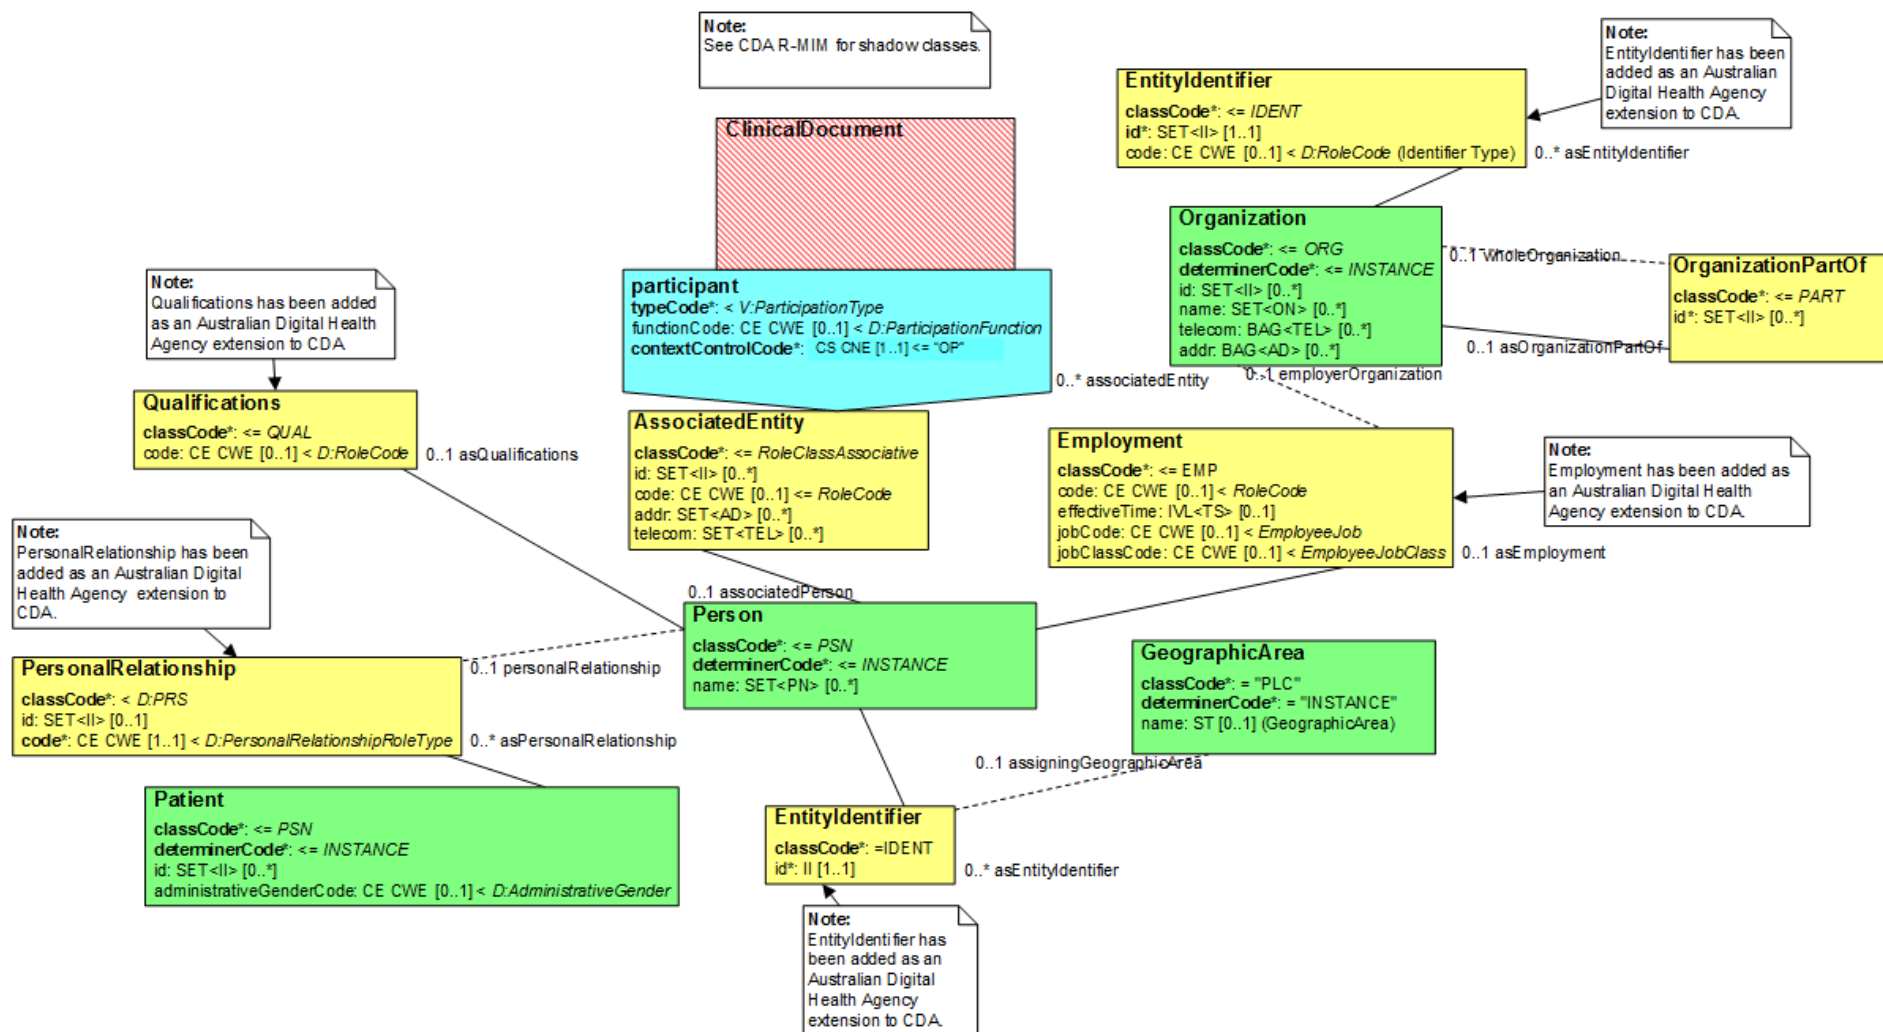 Note:
See CDA R-MIM for shadow classes.
Note:
EntityIdentifier has been
added as an Australian
Digital Health Agency
extension to CDA.
EntityIdentifier
classCode*: <= IDENT
id*: SET<II> [1..1]
code: CE CWE [0..1] < D:RoleCode (Identifier Type)
0..* asEntityIdentifier
ClinicalDocument
Organization
classCode*: <= ORG
determinerCode*: <= INSTANCE
id: SET<II> [0..*]
name: SET<ON> [0..*]
telecom: BAG<TEL> [0..*]
addr: BAG<AD> [0..*]
0..1 wholeOrganization
OrganizationPartOf
classCode*: <= PART
id*: SET<II> [0..*]
0..1 asOrganizationPartOf
0..1 employerOrganization
Note:
Qualifications has been added
as an Australian Digital Health
Agency extension to CDA
participant
typeCode*: < V:ParticipationType
functionCode: CE CWE [0..1] < D:ParticipationFunction
contextControlCode*: CS CNE [1..1] <= "OP"
0..* associatedEntity
Qualifications
classCode*: <= QUAL
code: CE CWE [0..1] < D:RoleCode
0..1 asQualifications
AssociatedEntity
classCode*: <= RoleClassAssociative
id: SET<II> [0..*]
code: CE CWE [0..1] <= RoleCode
addr: SET<AD> [0..*]
telecom: SET<TEL> [0..*]
Employment
classCode*: <= EMP
code: CE CWE [0..1] < RoleCode
effectiveTime: IVL<TS> [0..1]
jobCode: CE CWE [0..1] < EmployeeJob
jobClassCode: CE CWE [0..1] < EmployeeJobClass
0..1 asEmployment
Note:
Employment has been added as
an Australian Digital Health
Agency extension to CDA.
Note:
PersonalRelationship has been
added as an Australian Digital
Health Agency extension to
CDA.
0..1 associatedPerson
Person
classCode*: <= PSN
determinerCode*: <= INSTANCE
name: SET<PN> [0..*]
0..1 personalRelationship
PersonalRelationship
classCode*: < D:PRS
id: SET<II> [0..1]
code*: CE CWE [1..1] < D:PersonalRelationshipRoleType
0..* asPersonalRelationship
GeographicArea
classCode*: = "PLC"
determinerCode*: = "INSTANCE"
name: ST [0..1] (GeographicArea)
0..1 assigningGeographicArea
Patient
classCode*: <= PSN
determinerCode*: <= INSTANCE
id: SET<II> [0..*]
administrativeGenderCode: CE CWE [0..1] < D:AdministrativeGender
EntityIdentifier
classCode*: =IDENT
id*: II [1..1]
0..* asEntityIdentifier
Note:
EntityIdentifier has
been added as an
Australian Digital
Health Agency
extension to CDA.